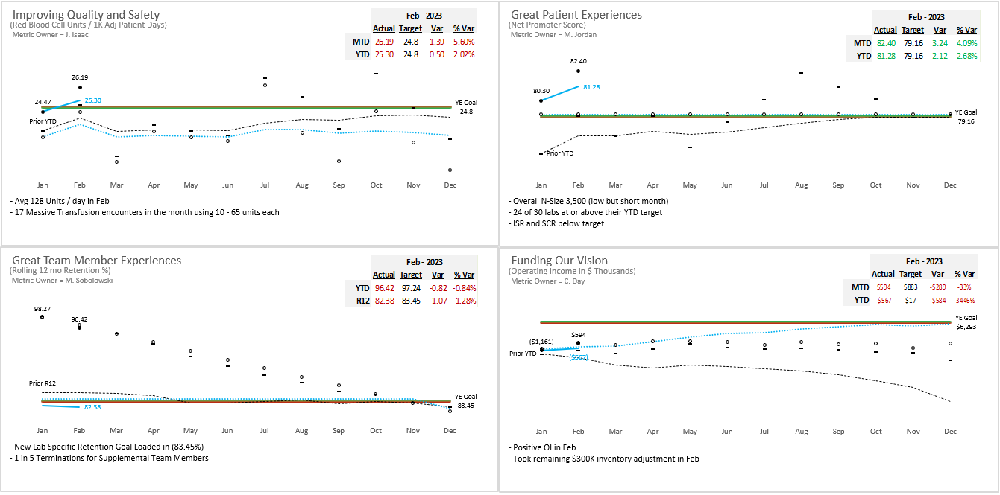 Improving Quality and Safety
(Red Blood Cell Units / 1K Adj Patient Days)
Metric Owner = J. Isaac
Feb - 2023
Actual Target Var % Var
MTD 26.19 24.8 1.39 5.60%
YTD 25.30 24.8 0.50 2.02%
26.19
24.47
25.30
YE Goal
24.8
Prior YTD
Jan Feb Mar Apr May Jun Jul Aug Sep Oct Nov Dec
- Avg 128 Units / day in Feb
- 17 Massive Transfusion encounters in the month using 10 - 65 units each
Great Patient Experiences
(Net Promoter Score)
Metric Owner = M. Jordan
Feb - 2023
Actual Target Var % Var
MTD 82.40 79.16 3.24 4.09%
YTD 81.28 79.16 2.12 2.68%
82.40
80.30
81.28
YE Goal
79.16
Prior YTD
Jan Feb Mar Apr May Jun Jul Aug Sep Oct Nov Dec
- Overall N-Size 3,500 (low but short month)
- 24 of 30 labs at or above their YTD target
- ISR and SCR below target
Great Team Member Experiences
(Rolling 12 mo Retention %)
Metric Owner = M. Sobolowski
Feb - 2023
Actual Target Var % Var
YTD 96.42 97.24 -0.82 -0.84%
R12 82.38 83.45 -1.07 -1.28%
98.27
96.42
Prior R12
82.38
YE Goal
83.45
Jan Feb Mar Apr May Jun Jul Aug Sep Oct Nov Dec
- New Lab Specific Retention Goal Loaded in (83.45%)
- 1 in 5 Terminations for Supplemental Team Members
Funding Our Vision
(Operating Income in $ Thousands)
Metric Owner = C. Day
Feb - 2023
Actual Target Var % Var
MTD $594 $883 -$289 -33%
YTD -$567 $17 -$584 -3446%
YE Goal
$6,293
($1,161)
$594
Prior YTD
($567)
Jan Feb Mar Apr May Jun Jul Aug Sep Oct Nov Dec
- Positive OI in Feb
- Took remaining $300K inventory adjustment in Feb